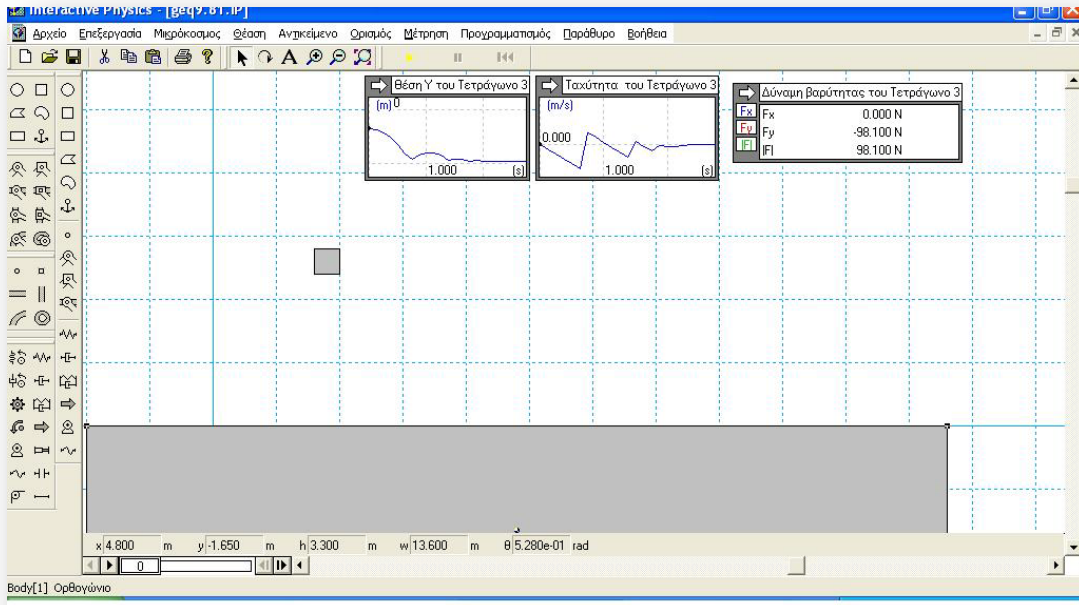 Interactive Physics - [geq9.81.IP]
Αρχείο Επεξεργασία Μικρόκοσμος Θέαση Αντικείμενο Ορισμός Μέτρηση Προγραμματισμός Παράθυρο Βοήθεια
A
Θέση Υ του Τετράγωνο 3
(m) 0
1.000 (s)
Ταχύτητα του Τετράγωνο 3
(m/s)
0.000
1.000 (s)
Δύναμη βαρύτητας του Τετράγωνο 3
Fx Fx 0.000 N
Fy Fy -98.100 N
|F| |F| 98.100 N
x 4.800 m y -1.650 m h 3.300 m w 13.600 m θ 5.280e-01 rad
0
Body[1] Ορθογώνιο